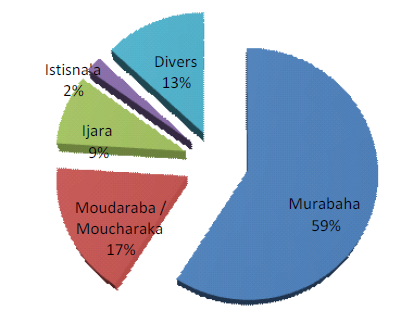 Divers
13%
Istisnaa
2%
Ijara
9%
Murabaha
59%
Moudaraba /
Moucharaka
17%